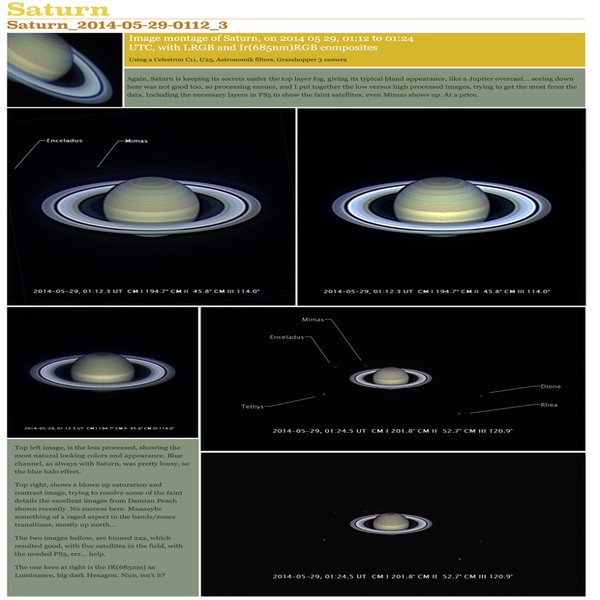 Saturn
Saturn_2014-05-29-0112_3
Image montage of Saturn, on 2014 05 29, 01:12 to 01:24
UTC, with LRGB and Ir(685nm)RGB composites
Using a Celestron C11, f/25, Astronomik filters, Grasshopper 3 camera
Again, Saturn is keeping its secrets under the top layer fog, giving its typical bland appearance, like a Jupiter overcast... seeing down
here was not good too, so processing ensues, and I put together the low versus high processed images, trying to get the most from the
data. Including the necessary layers in PS5 to show the faint satellites, even Mimas shows up. At a price.
Enceladus
Mimas
2014-05-29, 01:12.3 UT CM I 194.7° CM II 45.8° CM III 114.0°
2014-05-29, 01:12.3 UT CM I 194.7° CM II 45.8° CM III 114.0°
2014-05-29, 01:12.3 UT CM I 194.7° CM II 45.8° CM III 114.0°
Mimas
Enceladus
Tethys
Dione
Rhea
2014-05-29, 01:24.5 UT CM I 201.8° CM II 52.7° CM III 120.9°
Top left image, is the less processed, showing the
most natural looking colors and appearance. Blue
channel, as always with Saturn, was pretty lousy, so
the blue halo effect.
Top right, shows a blown up saturation and
contrast image, trying to resolve some of the faint
details the excellent images from Damian Peach
shown recently. No success here. Maaaaybe
something of a raged aspect in the bands/zones
transitions, mostly up north...
The two images bellow, are binned 2x2, which
resulted good, with five satellites in the field, with
the needed PS5, err... help.
The one here at right is the IR(685nm) as
Luminance, big dark Hexagon. Nice, isn't it?
2014-05-29, 01:24.5 UT CM I 201.8° CM II 52.7° CM III 120.9°